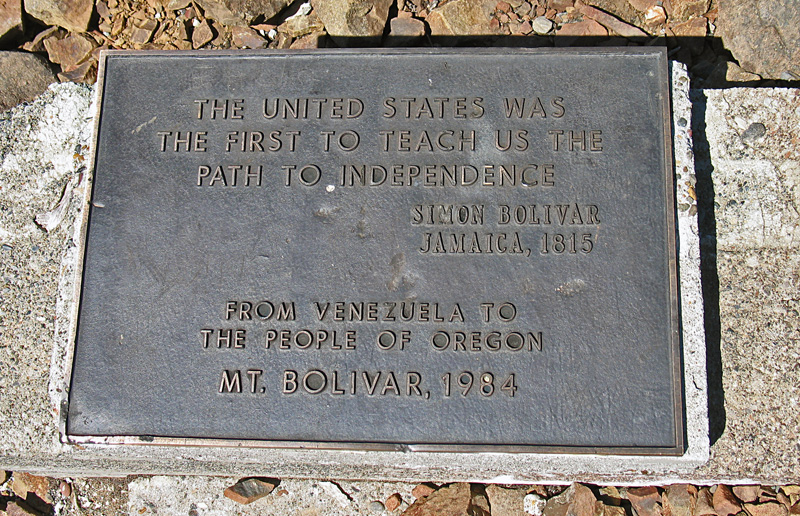 THE UNITED STATES WAS
THE FIRST TO TEACH US THE
PATH TO INDEPENDENCE
SIMON BOLIVAR
JAMAICA, 1815
FROM VENEZUELA TO
THE PEOPLE OF OREGON
MT. BOLIVAR, 1984